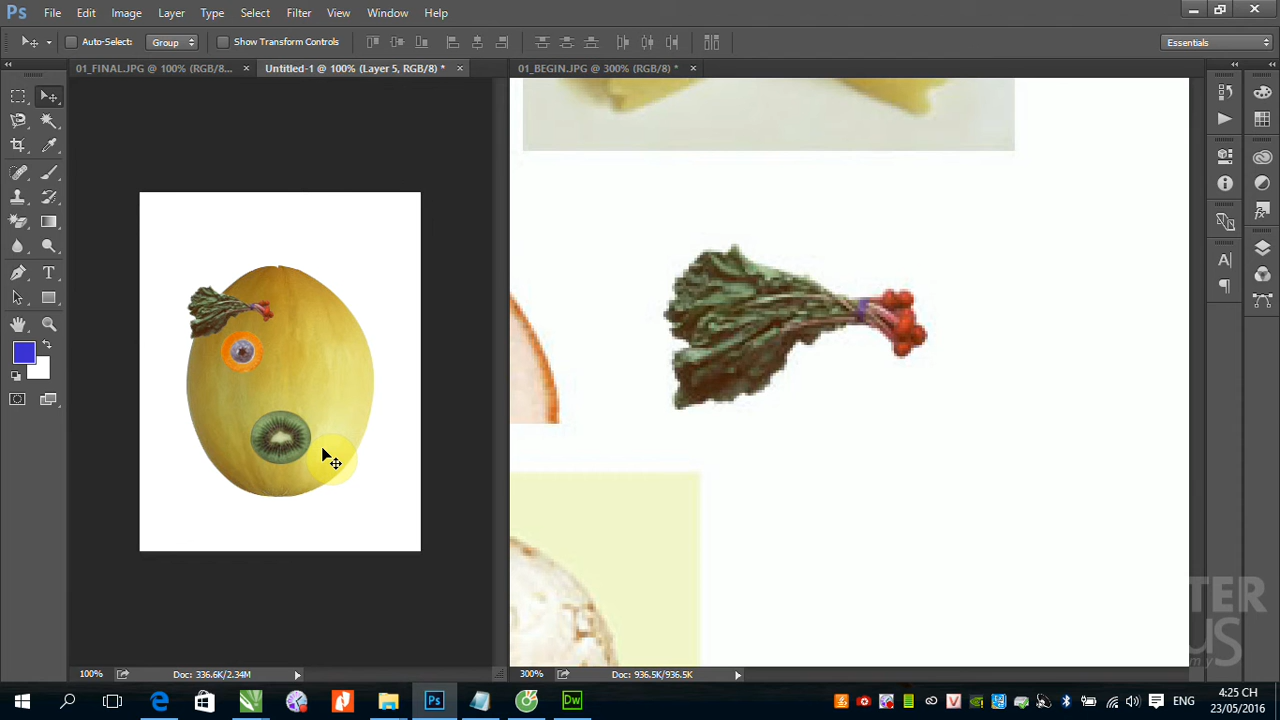 Ps File Edit Image Layer Type Select Filter 3D View Window Help
Auto-Select: Group Show Transform Controls Essentials
01_FINAL.JPG @ 100% (RGB/8... × Untitled-1 @ 100% (Layer 5, RGB/8) * × 01_BEGIN.JPG @ 300% (RGB/8) * ×
100% Doc: 336.6K/2.34M 300% Doc: 936.5K/936.5K
ENG 4:25 CH
23/05/2016